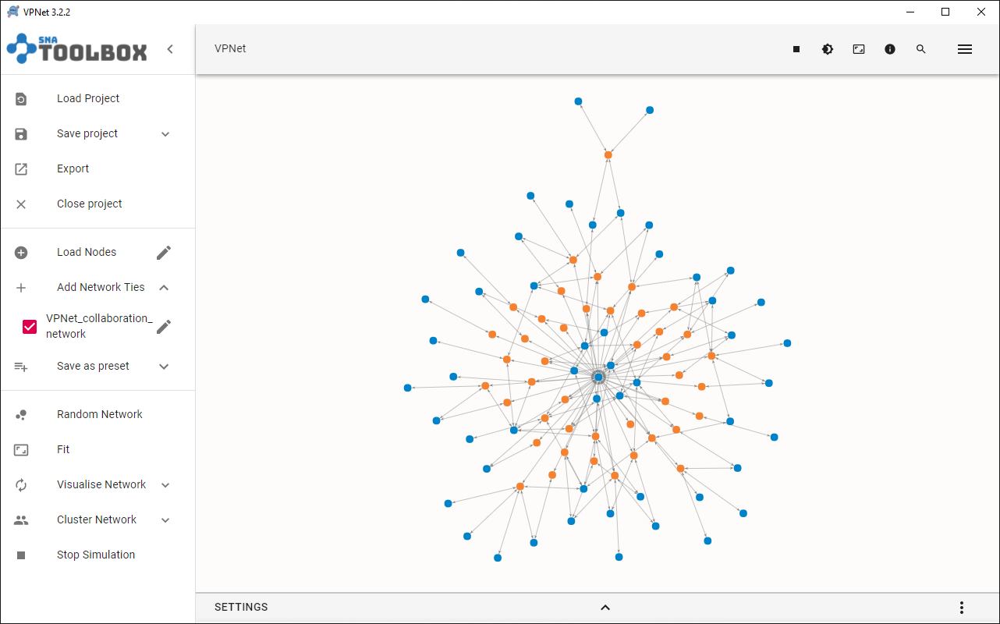 VPNet 3.2.2
SNA
TOOLBOX
VPNet
Load Project
Save project
Export
Close project
Load Nodes
Add Network Ties
VPNet_collaboration_
network
Save as preset
Random Network
Fit
Visualise Network
Cluster Network
Stop Simulation
SETTINGS